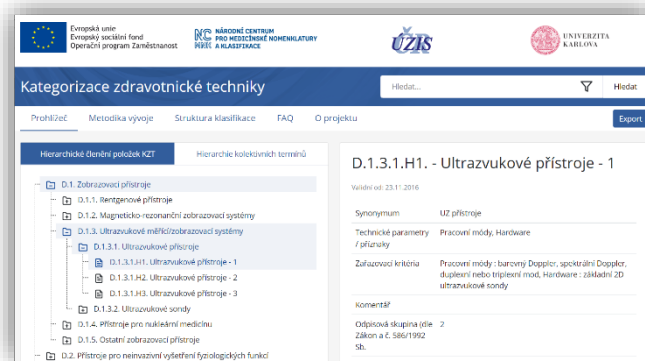 Evropská unie
Evropský sociální fond
Operační program Zaměstnanost
NÁRODNÍ CENTRUM
PRO MEDICÍNSKÉ NOMENKLATURY
A KLASIFIKACE
ÚZIS
UNIVERZITA
KARLOVA
Kategorizace zdravotnické techniky
Hledat...
Hledat
Prohlížeč Metodika vývoje Struktura klasifikace FAQ O projektu
Export
Hierarchické členění položek KZT
Hierarchie kolektivních termínů
D.1. Zobrazovací přístroje
D.1.1. Rentgenové přístroje
D.1.2. Magneticko-rezonanční zobrazovací systémy
D.1.3. Ultrazvukové měřící/zobrazovací systémy
D.1.3.1. Ultrazvukové přístroje
D.1.3.1.H1. Ultrazvukové přístroje - 1
D.1.3.1.H2. Ultrazvukové přístroje - 2
D.1.3.1.H3. Ultrazvukové přístroje - 3
D.1.3.2. Ultrazvukové sondy
D.1.4. Přístroje pro nukleární medicínu
D.1.5. Ostatní zobrazovací přístroje
D.2. Přístroje pro neinvazivní vyšetření fyziologických funkcí
D.1.3.1.H1. - Ultrazvukové přístroje - 1
Validní od: 23.11.2016
Synonymum UZ přístroje
Technické parametry Pracovní módy, Hardware
/ příznaky
Zařazovací kritéria Pracovní módy : barevný Doppler, spektrální Doppler,
duplexní nebo triplexní mod, Hardware : základní 2D
ultrazvukové sondy
Komentář
Odpisová skupina (dle 2
Zákona č. 586/1992
Sb.